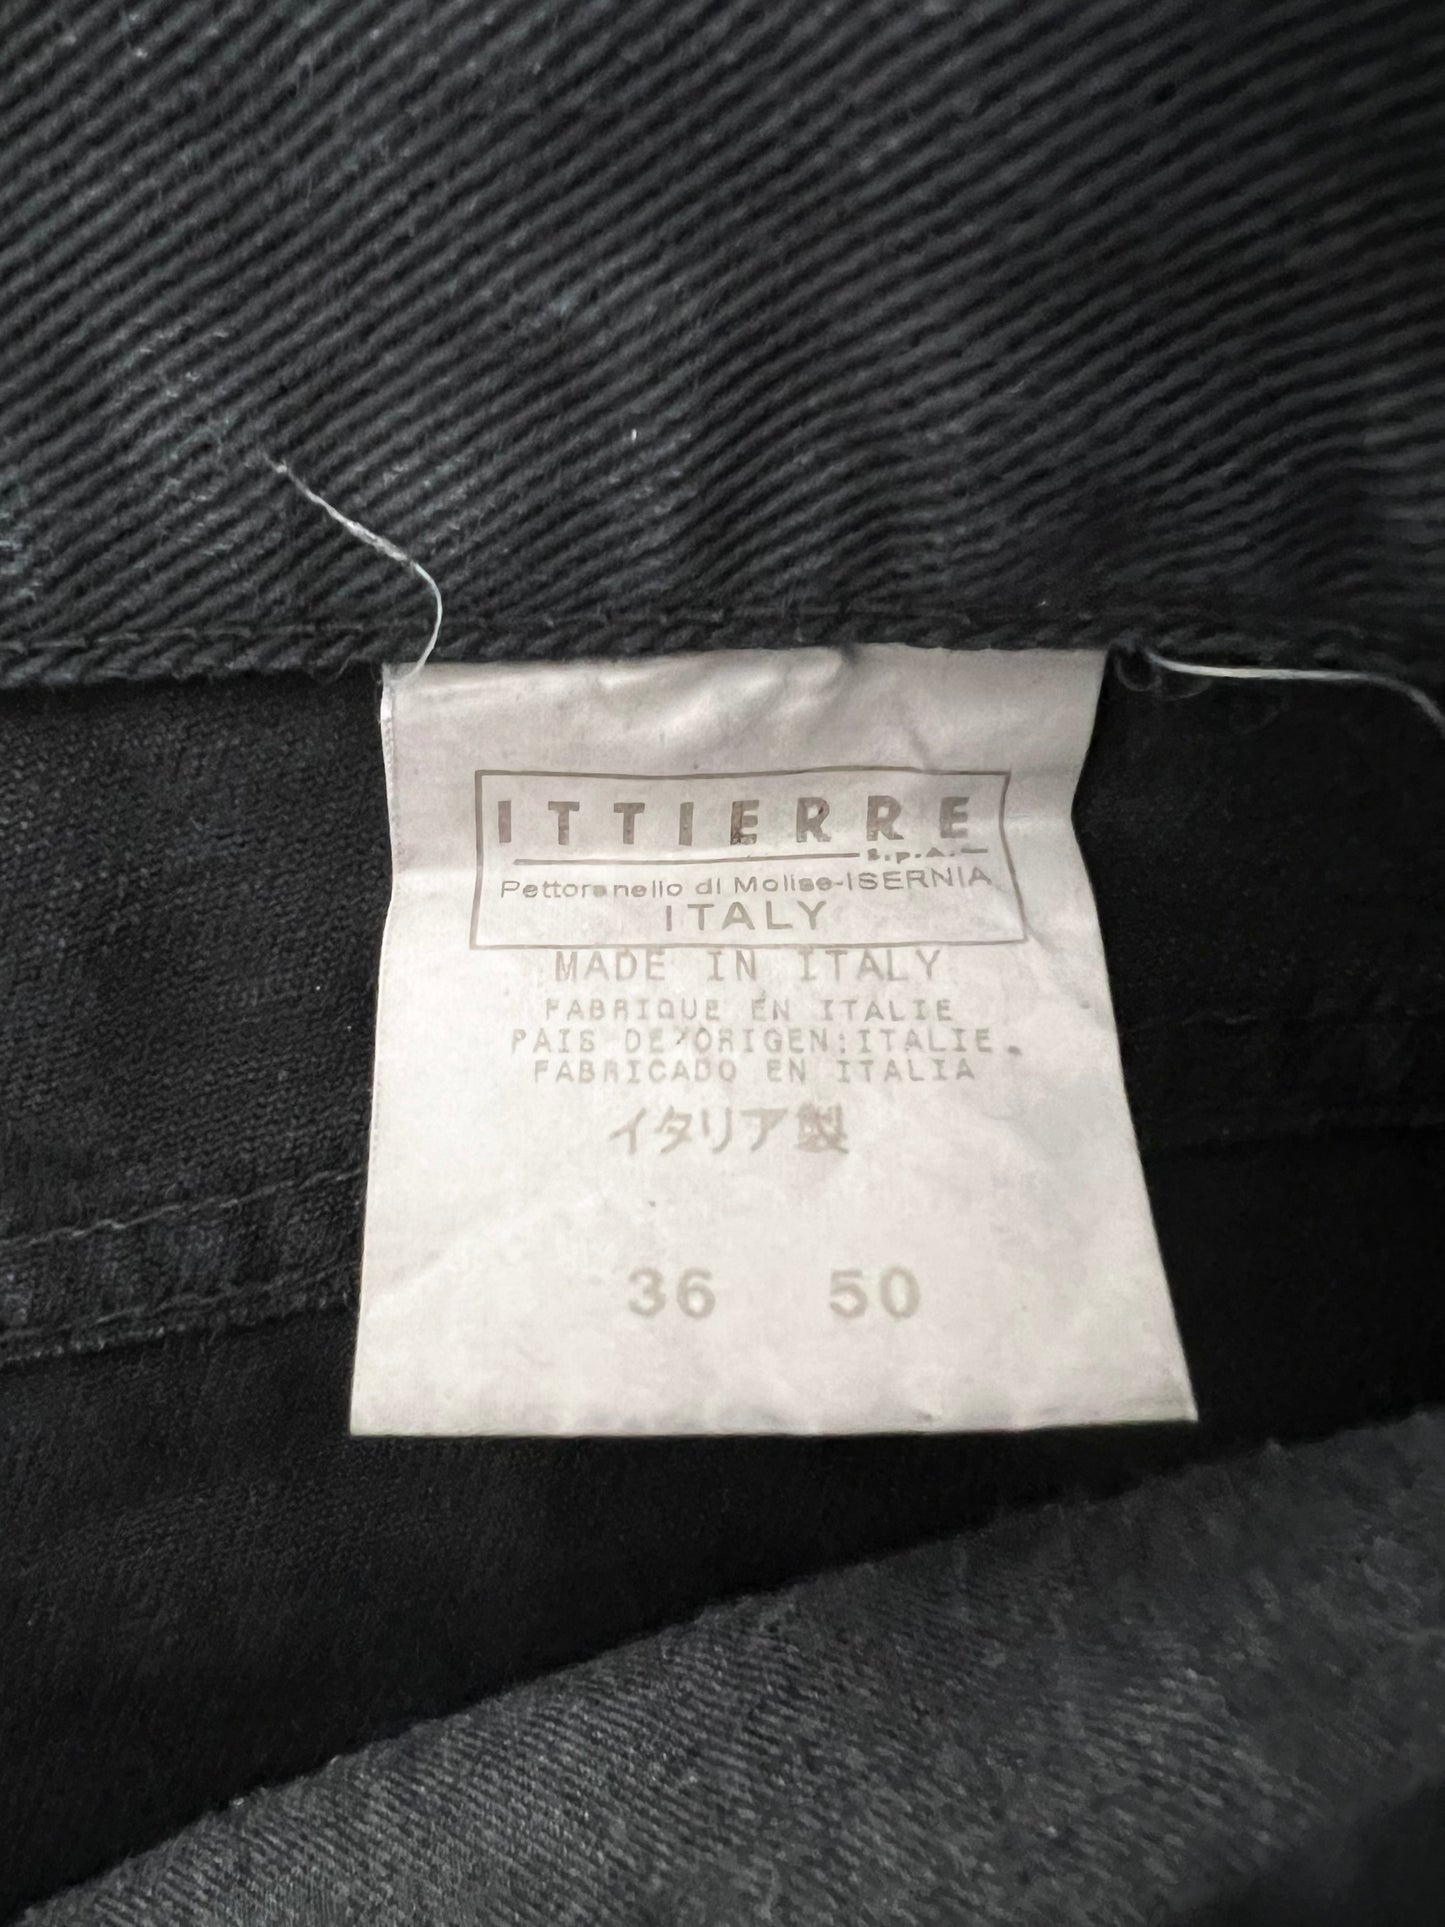 ITTIERRE
S.p.A.
Pettoranello di Molise-ISERNIA
ITALY
MADE IN ITALY
FABRIQUE EN ITALIE
PAIS DE ORIGEN:ITALIE.
FABRICADO EN ITALIA
イタリア製
36 50